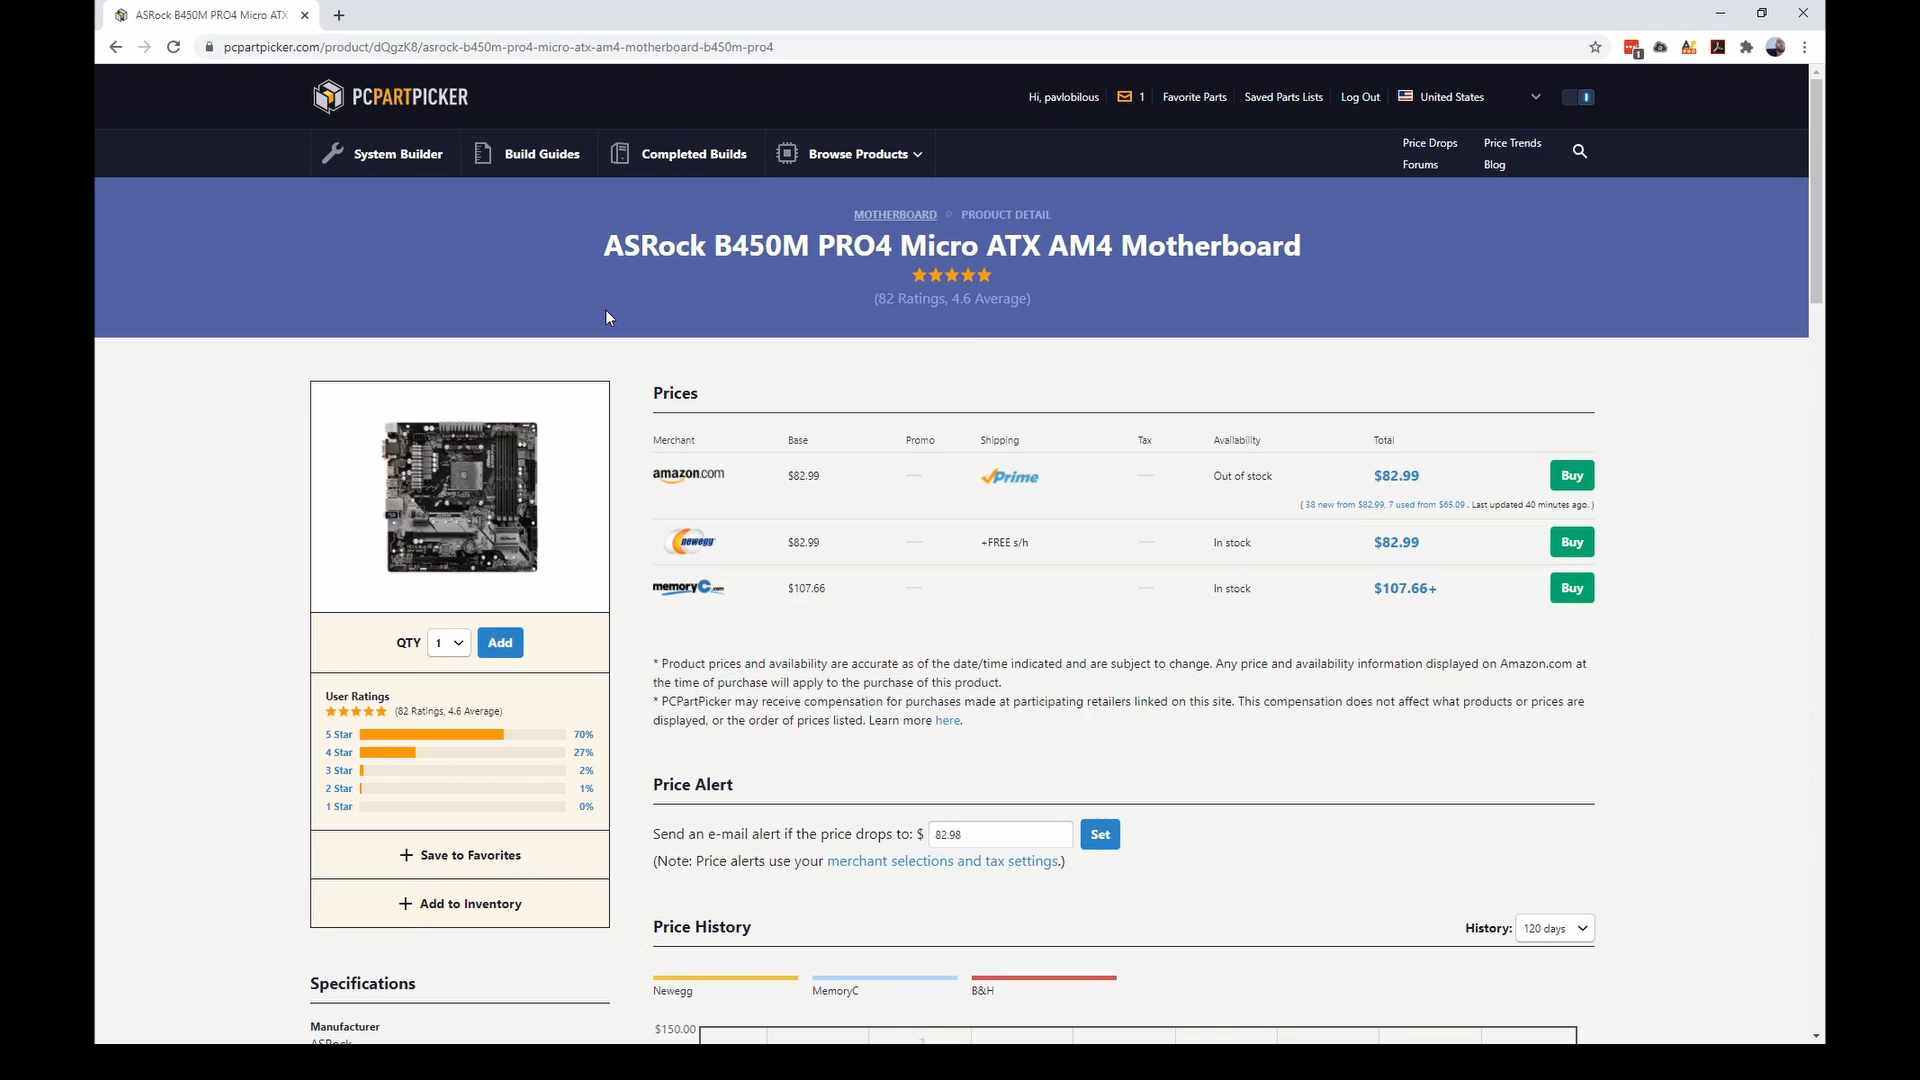 ASRock B450M PRO4 Micro ATX
pcpartpicker.com/product/dQgzK8/asrock-b450m-pro4-micro-atx-am4-motherboard-b450m-pro4
1
PCPARTPICKER
Hi, pavlobilous
1
Favorite Parts
Saved Parts Lists
Log Out
United States
System Builder
Build Guides
Completed Builds
Browse Products
Price Drops
Price Trends
Forums
Blog
MOTHERBOARD PRODUCT DETAIL
ASRock B450M PRO4 Micro ATX AM4 Motherboard
(82 Ratings, 4.6 Average)
QTY 1 Add
User Ratings
(82 Ratings, 4.6 Average)
5 Star 70%
4 Star 27%
3 Star 2%
2 Star 1%
1 Star 0%
+ Save to Favorites
+ Add to Inventory
Specifications
Manufacturer
ASRock
Prices
Merchant Base Promo Shipping Tax Availability Total
amazon.com $82.99 — Prime — Out of stock $82.99 Buy
( 38 new from $82.99, 7 used from $65.09 . Last updated 40 minutes ago. )
newegg $82.99 — +FREE s/h — In stock $82.99 Buy
memoryC.com $107.66 — — In stock $107.66+ Buy
* Product prices and availability are accurate as of the date/time indicated and are subject to change. Any price and availability information displayed on Amazon.com at
the time of purchase will apply to the purchase of this product.
* PCPartPicker may receive compensation for purchases made at participating retailers linked on this site. This compensation does not affect what products or prices are
displayed, or the order of prices listed. Learn more here.
Price Alert
Send an e-mail alert if the price drops to: $ 82.98 Set
(Note: Price alerts use your merchant selections and tax settings.)
Price History
History: 120 days
Newegg MemoryC B&H
$150.00